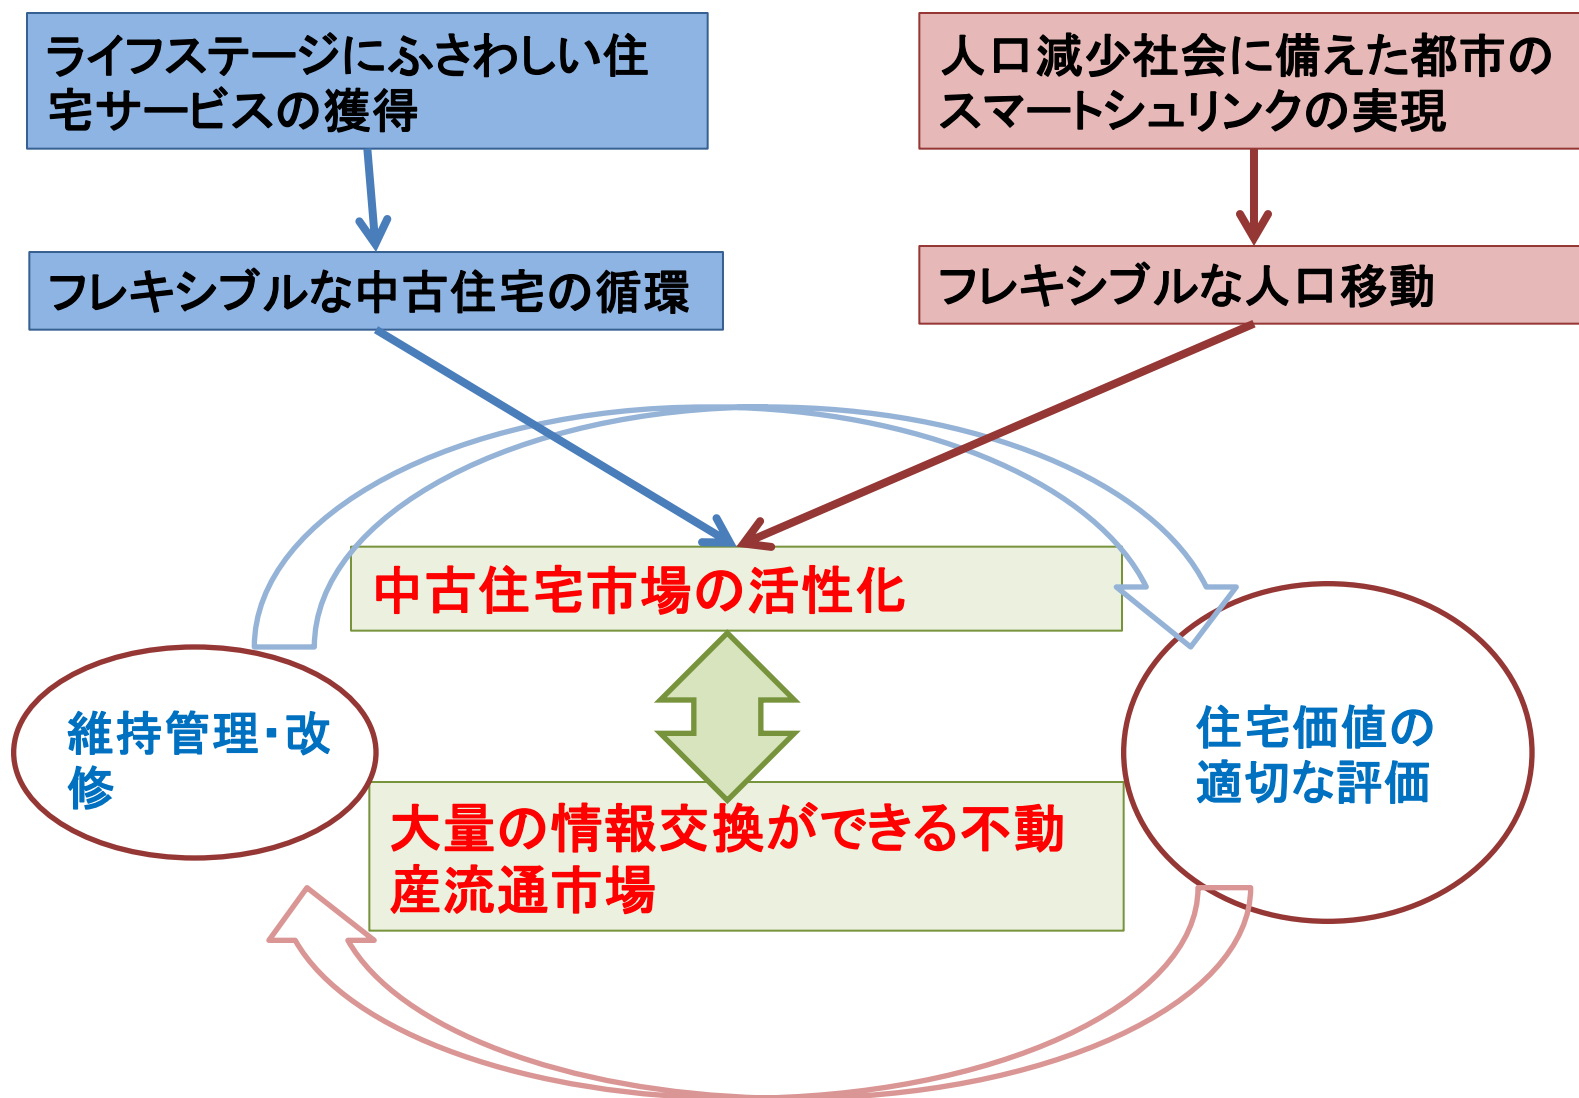 ライフステージにふさわしい住
宅サービスの獲得
人口減少社会に備えた都市の
スマートシュリンクの実現
フレキシブルな中古住宅の循環
フレキシブルな人口移動
中古住宅市場の活性化
維持管理・改
修
住宅価値の
適切な評価
大量の情報交換ができる不動
産流通市場